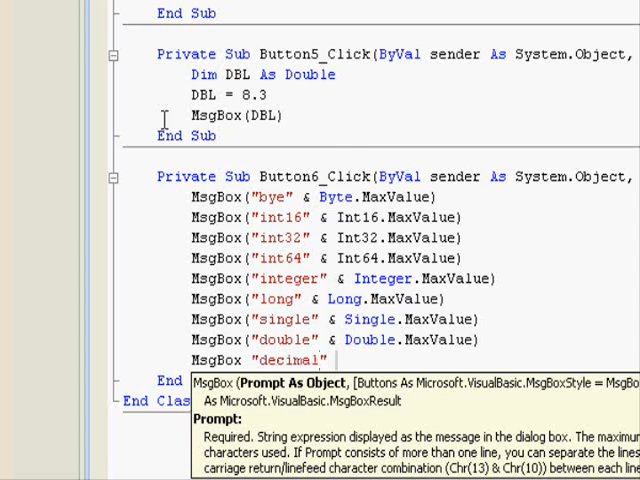 End Sub
Private Sub Button5_Click(ByVal sender As System.Object,
Dim DBL As Double
DBL = 8.3
MsgBox(DBL)
End Sub
Private Sub Button6_Click(ByVal sender As System.Object,
MsgBox("bye" & Byte.MaxValue)
MsgBox("int16" & Int16.MaxValue)
MsgBox("int32" & Int32.MaxValue)
MsgBox("int64" & Int64.MaxValue)
MsgBox("integer" & Integer.MaxValue)
MsgBox("long" & Long.MaxValue)
MsgBox("single" & Single.MaxValue)
MsgBox("double" & Double.MaxValue)
MsgBox "decimal"
End
MsgBox (Prompt As Object, [Buttons As Microsoft.VisualBasic.MsgBoxStyle = MsgBo
End Clas
As Microsoft.VisualBasic.MsgBoxResult
Prompt:
Required. String expression displayed as the message in the dialog box. The maximu
characters used. If Prompt consists of more than one line, you can separate the lines
carriage return/linefeed character combination (Chr(13) & Chr(10)) between each line